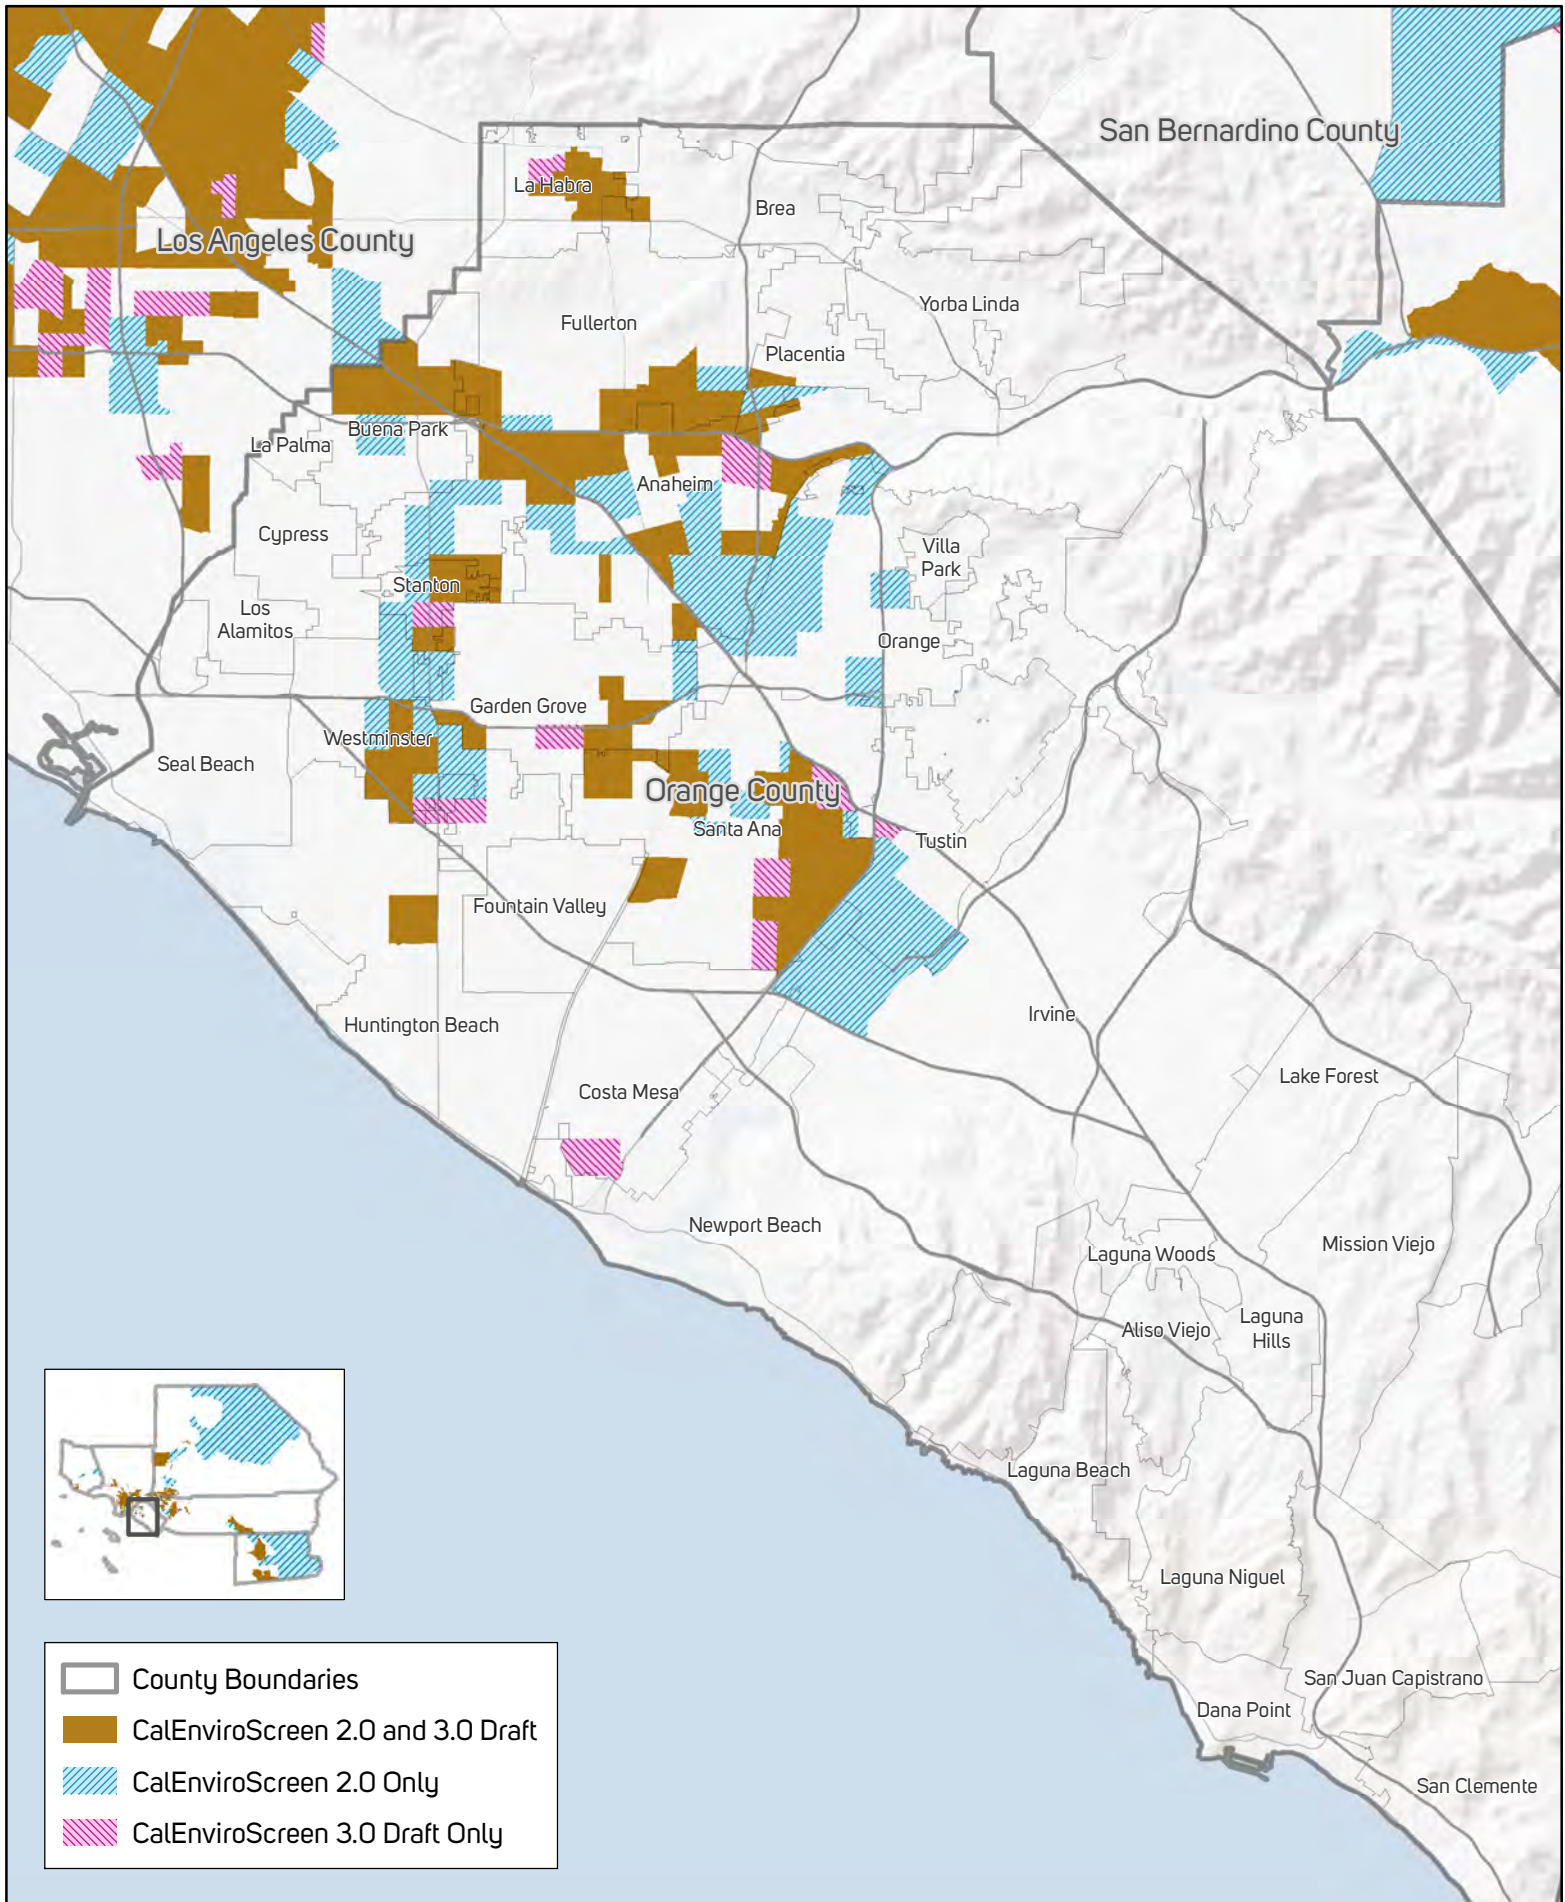 San Bernardino County
La Habra
Brea
Los Angeles County
Yorba Linda
Fullerton
Placentia
Buena Park
La Palma
Anaheim
Cypress
Villa
Park
Stanton
Los
Alamitos
Orange
Garden Grove
Westminster
Seal Beach
Orange County
Santa Ana
Tustin
Fountain Valley
Irvine
Huntington Beach
Lake Forest
Costa Mesa
Newport Beach
Mission Viejo
Laguna Woods
Laguna
Hills
Aliso Viejo
Laguna Beach
Laguna Niguel
San Juan Capistrano
Dana Point
San Clemente
County Boundaries
CalEnviroScreen 2.0 and 3.0 Draft
CalEnviroScreen 2.0 Only
CalEnviroScreen 3.0 Draft Only